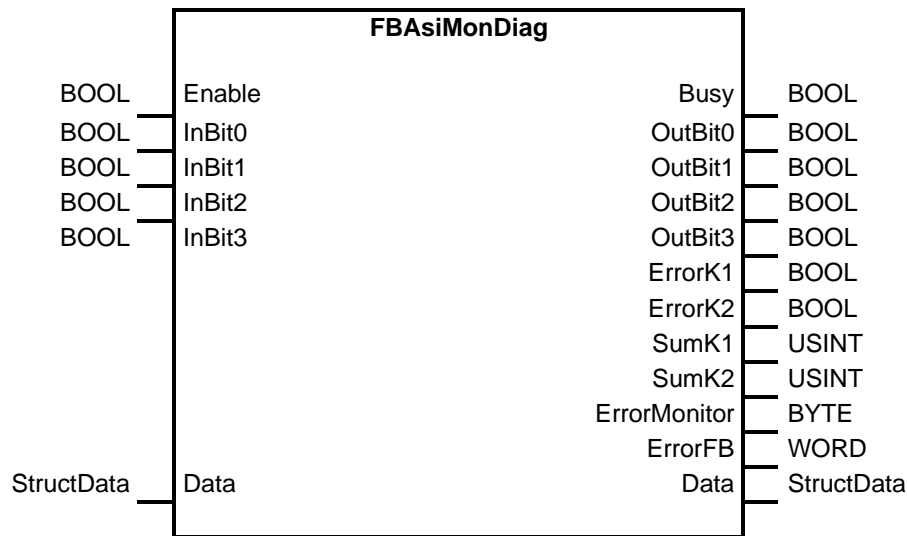 FBAsiMonDiag
BOOL Enable Busy BOOL
BOOL InBit0 OutBit0 BOOL
BOOL InBit1 OutBit1 BOOL
BOOL InBit2 OutBit2 BOOL
BOOL InBit3 OutBit3 BOOL
ErrorK1 BOOL
ErrorK2 BOOL
SumK1 USINT
SumK2 USINT
ErrorMonitor BYTE
ErrorFB WORD
StructData Data Data StructData